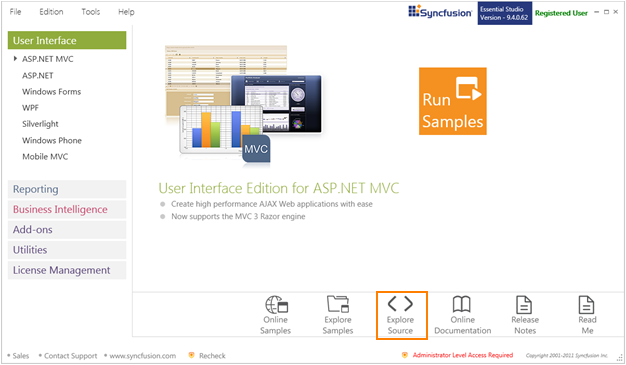 File Edition Tools Help
Syncfusion
Essential Studio
Version - 9.4.0.62
Registered User
User Interface
ASP.NET MVC
ASP.NET
Windows Forms
WPF
Silverlight
Windows Phone
Mobile MVC
Reporting
Business Intelligence
Add-ons
Utilities
License Management
MVC
Run
Samples
User Interface Edition for ASP.NET MVC
Create high performance AJAX Web applications with ease
Now supports the MVC 3 Razor engine
Online
Samples
Explore
Samples
Explore
Source
Online
Documentation
Release
Notes
Read
Me
Sales Contact Support www.syncfusion.com Recheck Administrator Level Access Required Copyright 2001-2011 Syncfusion Inc.